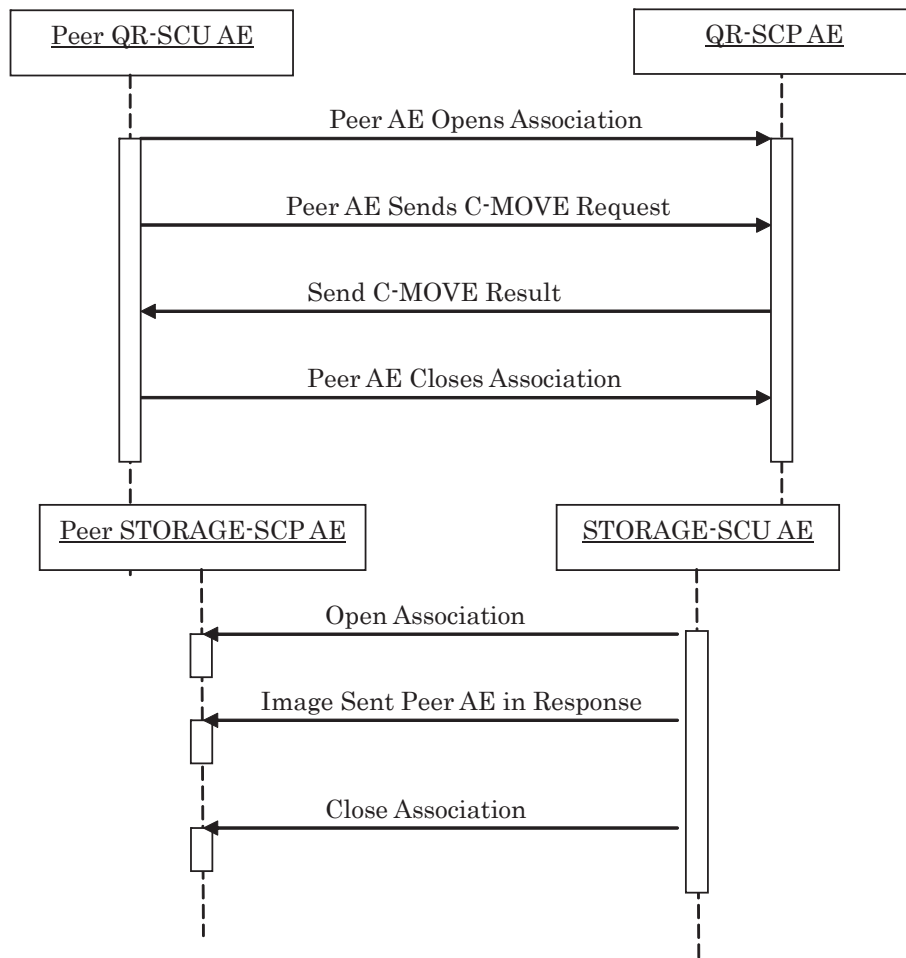 Peer QR-SCU AE
QR-SCP AE
Peer AE Opens Association
Peer AE Sends C-MOVE Request
Send C-MOVE Result
Peer AE Closes Association
Peer STORAGE-SCP AE
STORAGE-SCU AE
Open Association
Image Sent Peer AE in Response
Close Association